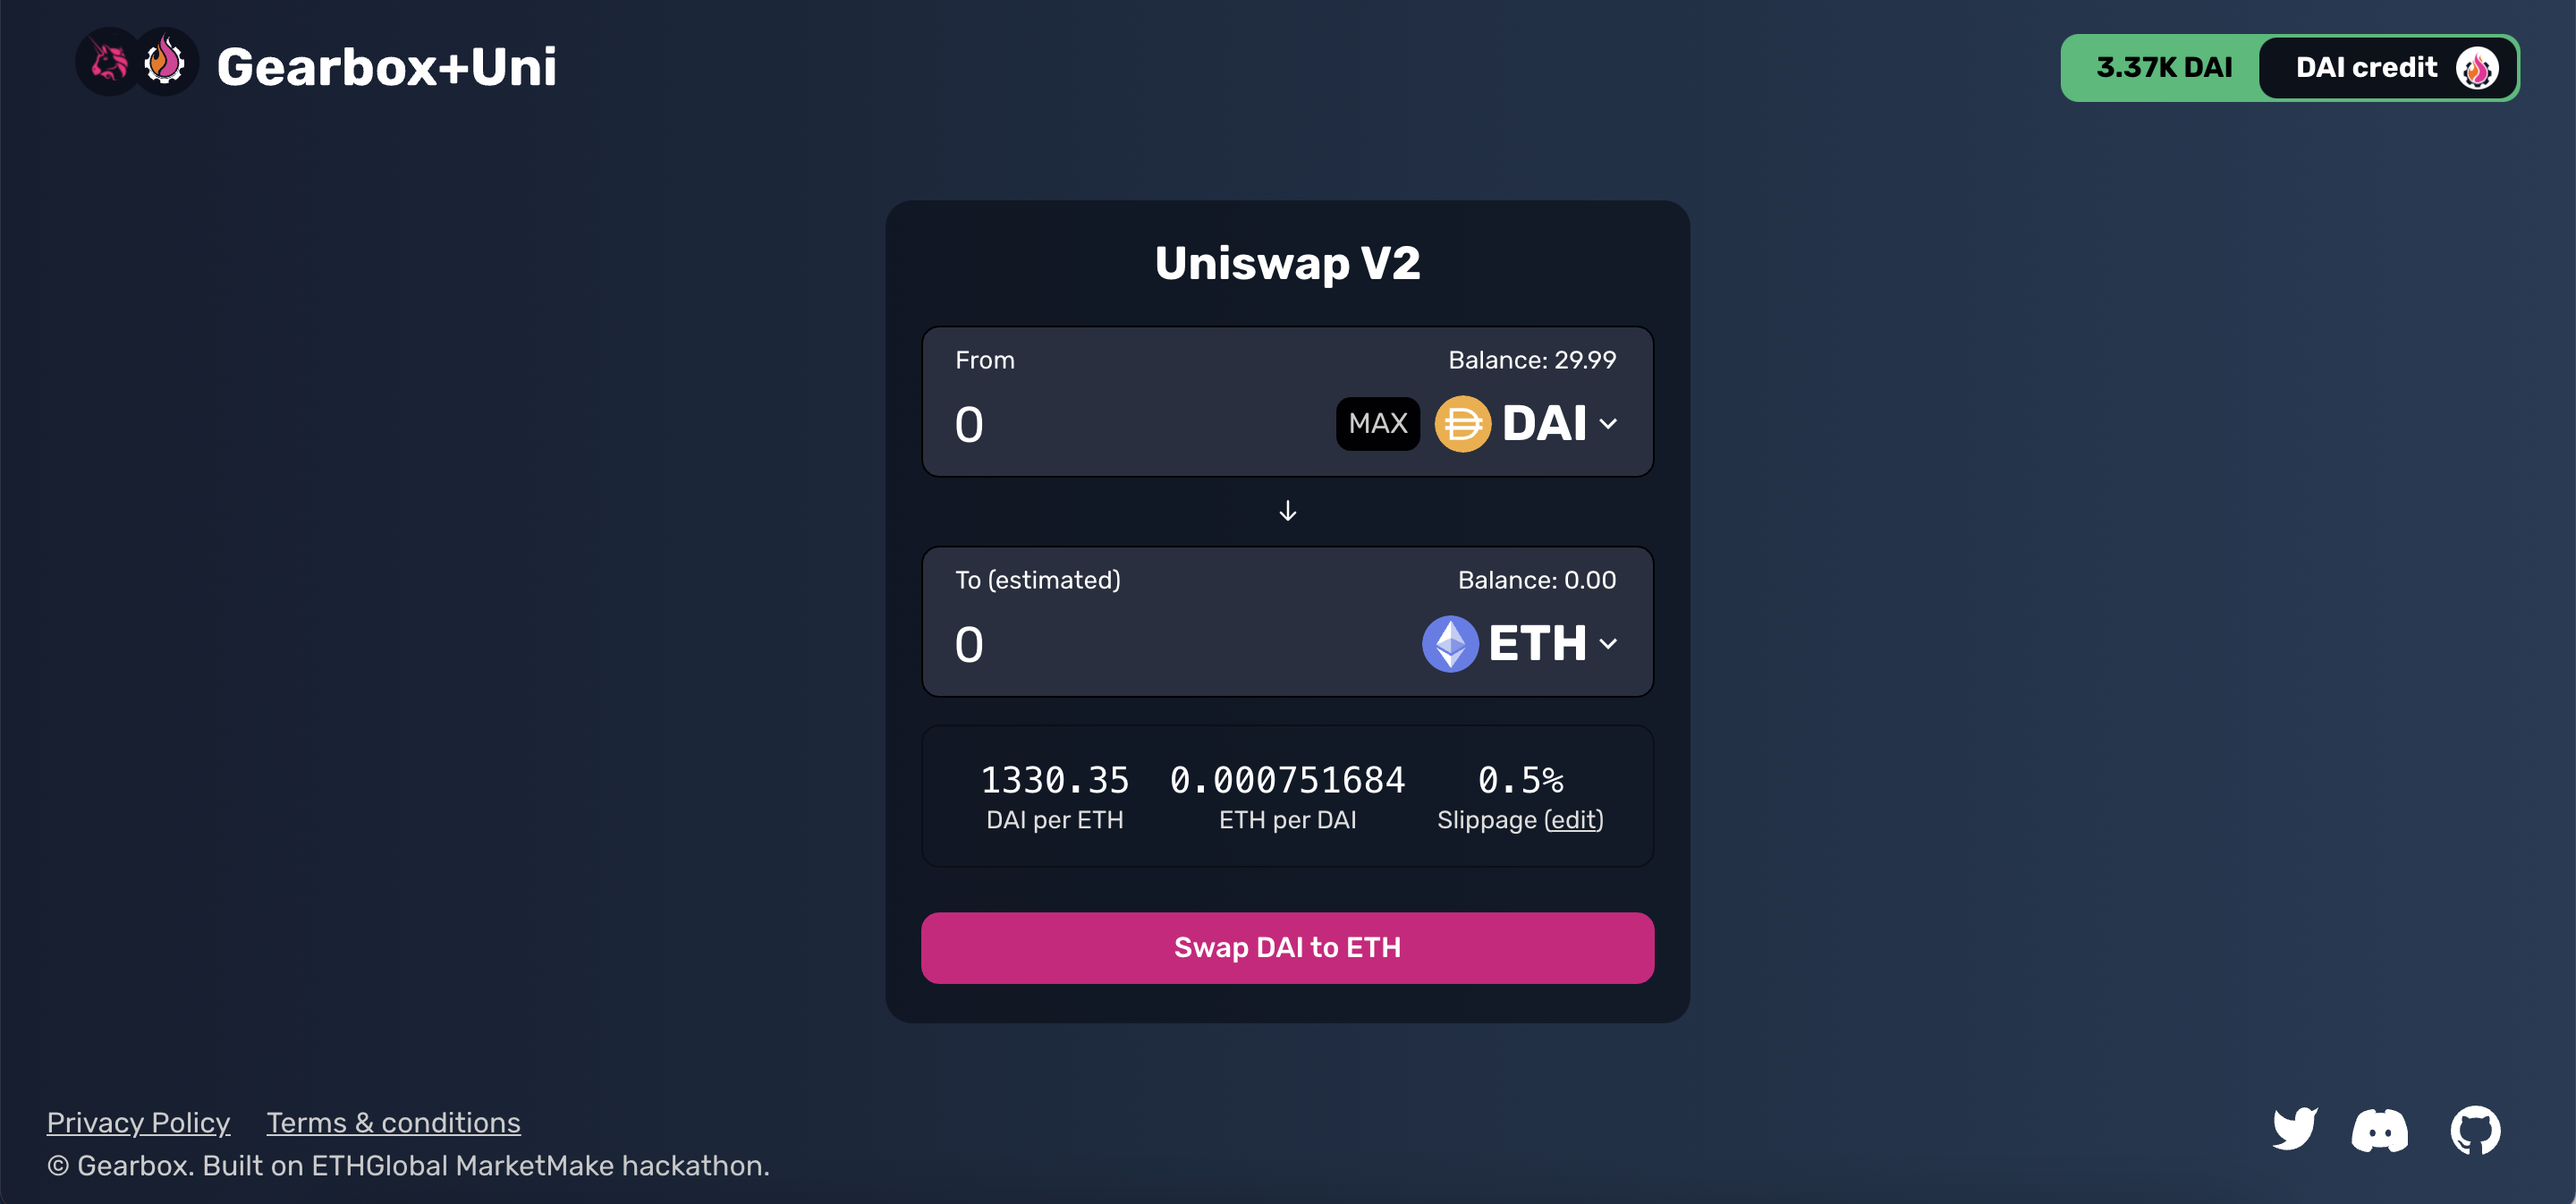 Gearbox+Uni
3.37K DAI DAI credit
Uniswap V2
From Balance: 29.99
0 MAX DAI
To (estimated) Balance: 0.00
0 ETH
1330.35 0.000751684 0.5%
DAI per ETH ETH per DAI Slippage (edit)
Swap DAI to ETH
Privacy Policy Terms & conditions
© Gearbox. Built on ETHGlobal MarketMake hackathon.